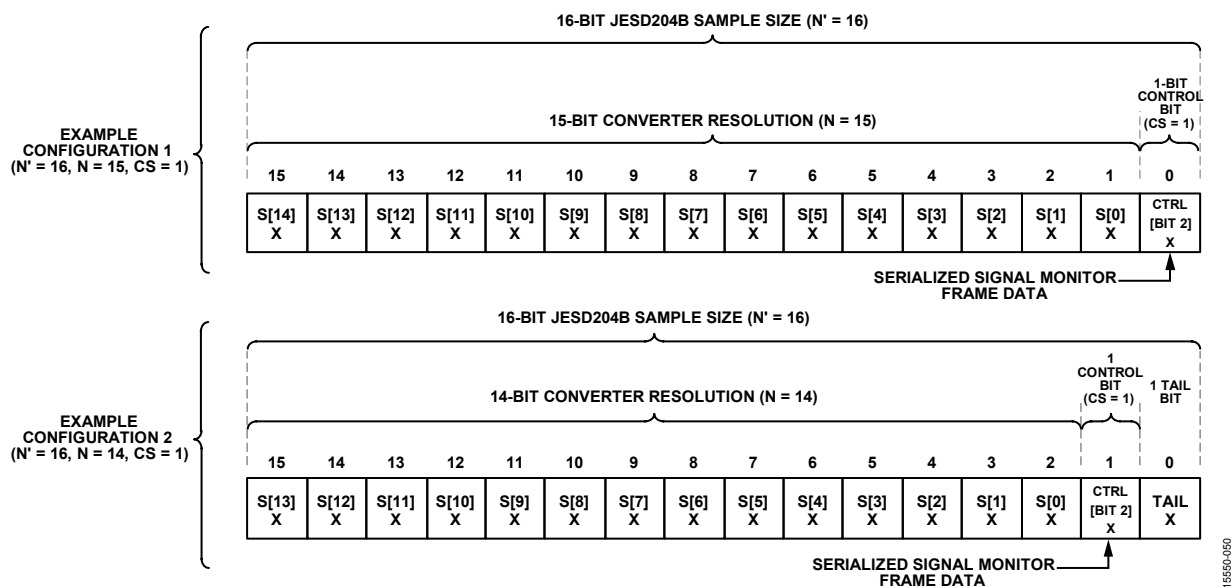 16-BIT JESD204B SAMPLE SIZE (N' = 16)
1-BIT
CONTROL
BIT
(CS = 1)
15-BIT CONVERTER RESOLUTION (N = 15)
EXAMPLE
CONFIGURATION 1
(N' = 16, N = 15, CS = 1)
15 14 13 12 11 10 9 8 7 6 5 4 3 2 1 0
S[14] S[13] S[12] S[11] S[10] S[9] S[8] S[7] S[6] S[5] S[4] S[3] S[2] S[1] S[0] CTRL
[BIT 2]
X X X X X X X X X X X X X X X X
SERIALIZED SIGNAL MONITOR
FRAME DATA
16-BIT JESD204B SAMPLE SIZE (N' = 16)
1
CONTROL
BIT
(CS = 1)
1 TAIL
BIT
14-BIT CONVERTER RESOLUTION (N = 14)
EXAMPLE
CONFIGURATION 2
(N' = 16, N = 14, CS = 1)
15 14 13 12 11 10 9 8 7 6 5 4 3 2 1 0
S[13] S[12] S[11] S[10] S[9] S[8] S[7] S[6] S[5] S[4] S[3] S[2] S[1] S[0] CTRL TAIL
[BIT 2]
X X X X X X X X X X X X X X X X
SERIALIZED SIGNAL MONITOR
FRAME DATA
15550-050